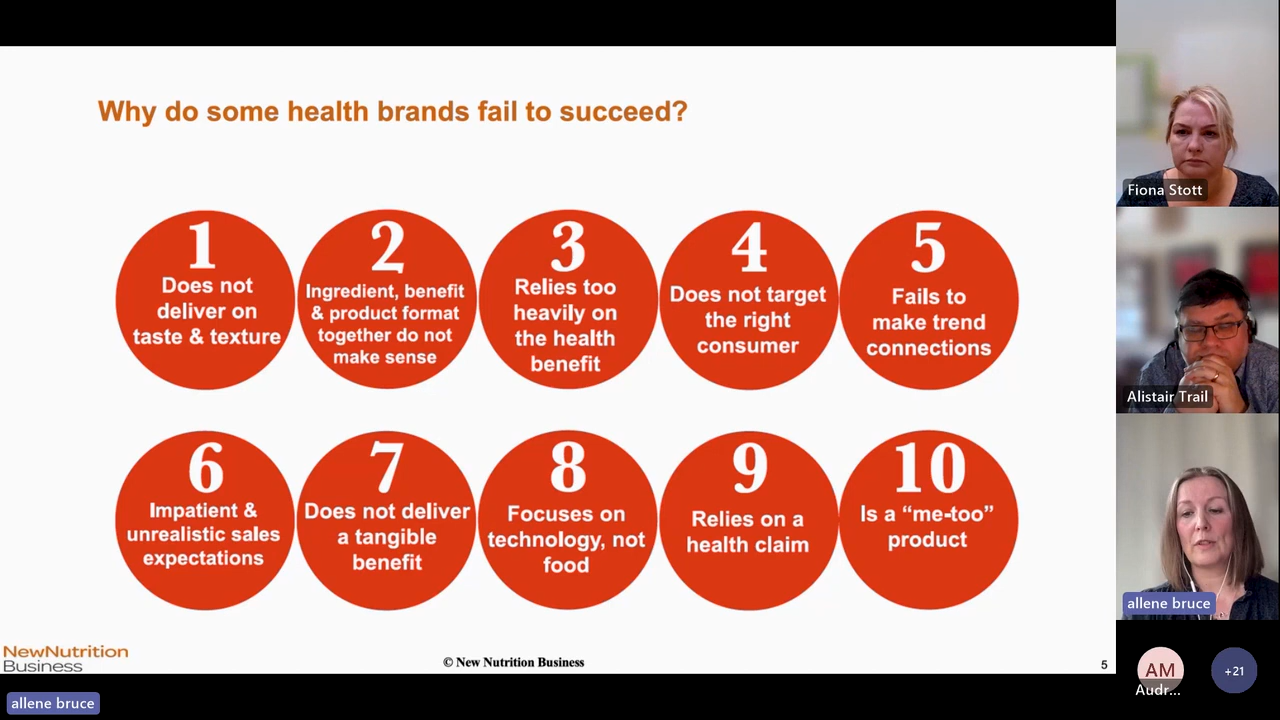 Why do some health brands fail to succeed?
1
Does not
deliver on
taste & texture
2
Ingredient, benefit
& product format
together do not
make sense
3
Relies too
heavily on
the health
benefit
4
Does not target
the right
consumer
5
Fails to
make trend
connections
6
Impatient &
unrealistic sales
expectations
7
Does not deliver
a tangible
benefit
8
Focuses on
technology, not
food
9
Relies on a
health claim
10
Is a “me-too”
product
NewNutrition
Business
© New Nutrition Business
5
allene bruce
Fiona Stott
Alistair Trail
allene bruce
AM
Audr...
+21